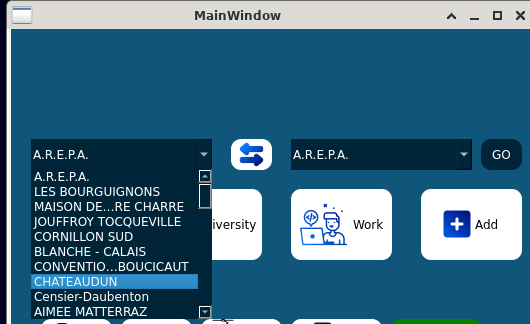 MainWindow
A.R.E.P.A.
A.R.E.P.A.
GO
A.R.E.P.A.
LES BOURGUIGNONS
MAISON DE...RE CHARRE
JOUFFROY TOCQUEVILLE
CORNILLON SUD
BLANCHE - CALAIS
CONVENTIO...BOUCICAUT
CHATEAUDUN
Censier-Daubenton
AIMEE MATTERRAZ
iversity
Work
Add